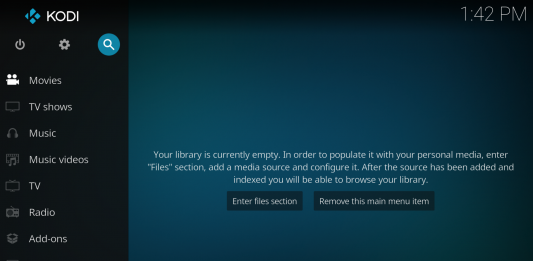 KODI
1:42 PM
Movies
TV shows
Music
Music videos
TV
Radio
Add-ons
Your library is currently empty. In order to populate it with your personal media, enter
"Files" section, add a media source and configure it. After the source has been added and
indexed you will be able to browse your library.
Enter files section
Remove this main menu item